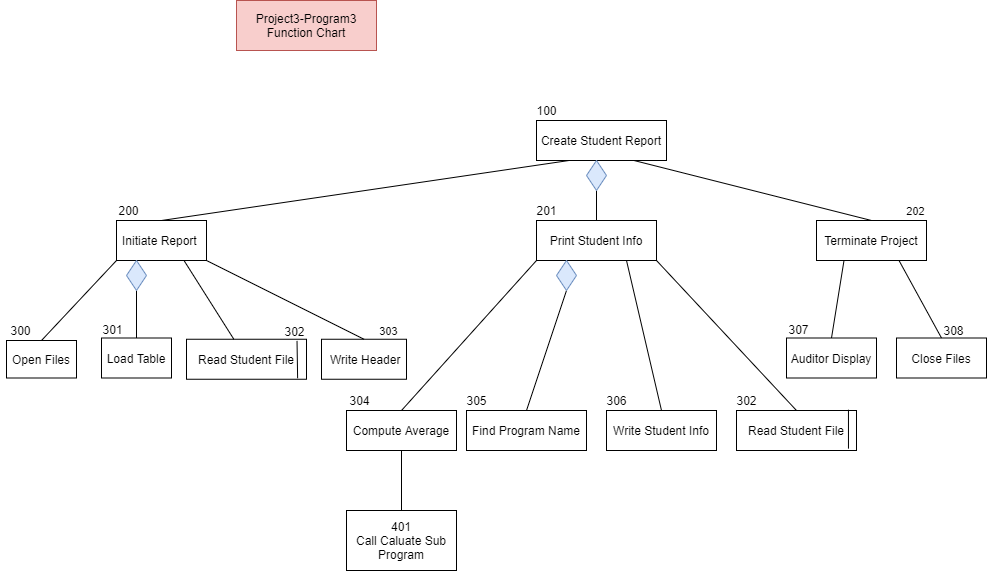 Project3-Program3
Function Chart
100
Create Student Report
200
Initiate Report
201
Print Student Info
202
Terminate Project
300
Open Files
301
Load Table
302
Read Student File
303
Write Header
307
Auditor Display
308
Close Files
304
Compute Average
305
Find Program Name
306
Write Student Info
302
Read Student File
401
Call Caluate Sub
Program